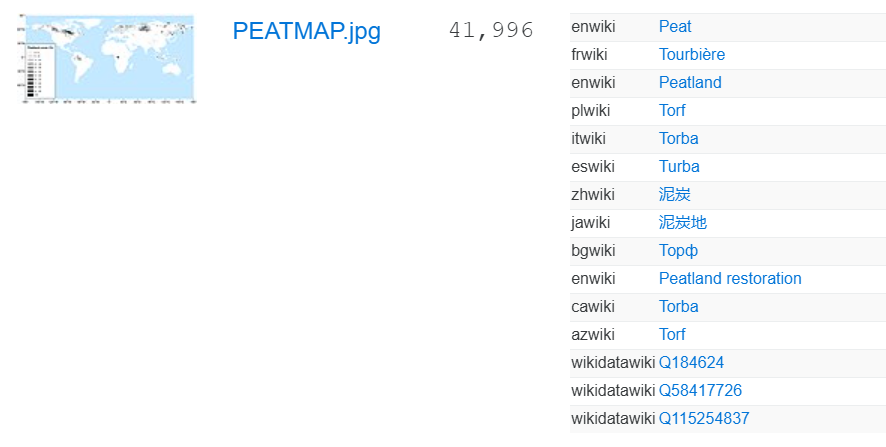 PEATMAP.jpg 41,996
enwiki Peat
frwiki Tourbière
enwiki Peatland
plwiki Torf
itwiki Torba
eswiki Turba
zhwiki 泥炭
jawiki 泥炭地
bgwiki Торф
enwiki Peatland restoration
cawiki Torba
azwiki Torf
wikidatawiki Q184624
wikidatawiki Q58417726
wikidatawiki Q115254837